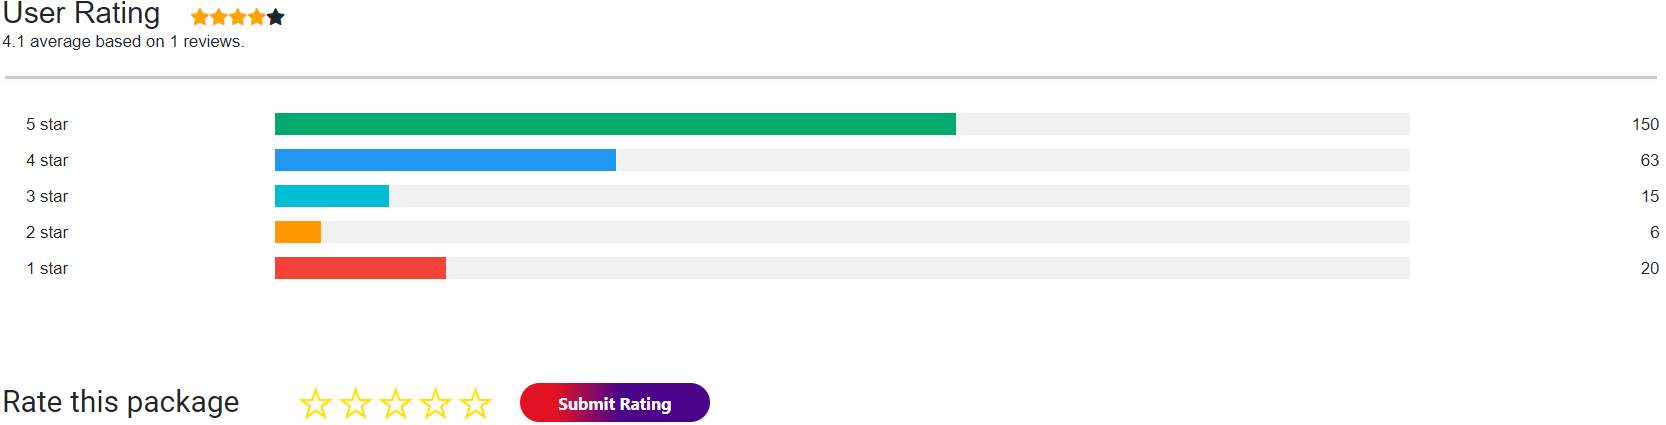 User Rating
4.1 average based on 1 reviews.
5 star 150
4 star 63
3 star 15
2 star 6
1 star 20
Rate this package Submit Rating